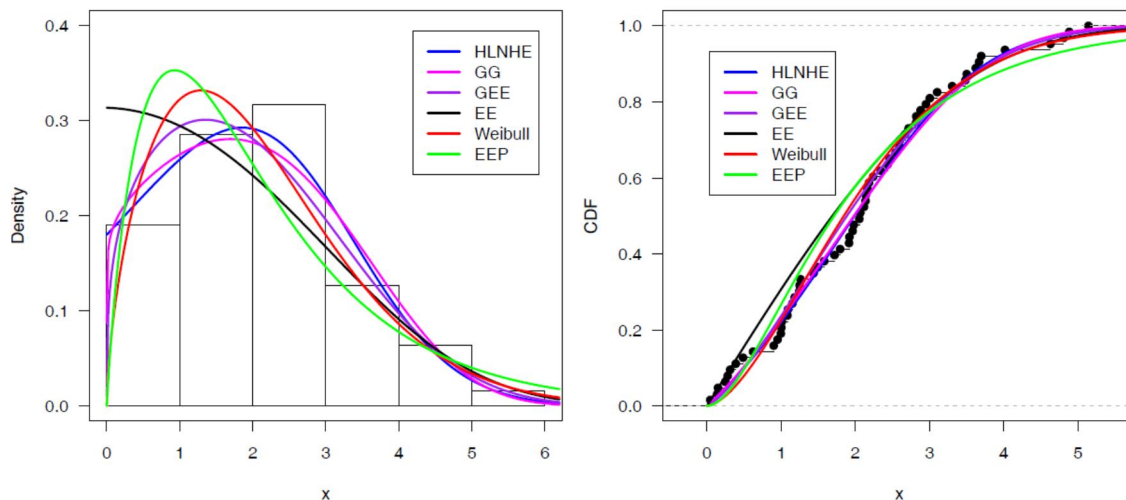 Density
0.4
0.3
0.2
0.1
0.0
HLNHE
GG
GEE
EE
Weibull
EEP
0 1 2 3 4 5 6
x
CDF
1.0
0.8
0.6
0.4
0.2
0.0
HLNHE
GG
GEE
EE
Weibull
EEP
0 1 2 3 4 5
x